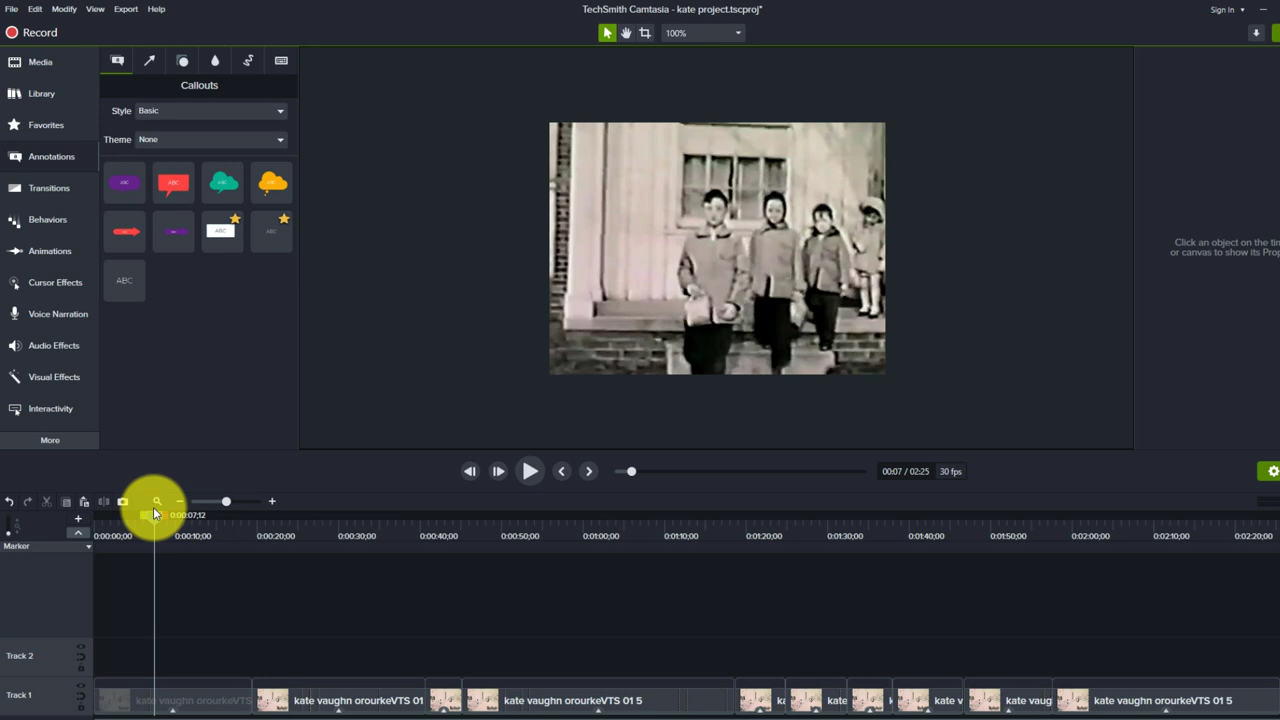 File Edit Modify View Export Help
TechSmith Camtasia - kate project.tscproj*
Sign In
Record
100%
Media
Library
Favorites
Annotations
Transitions
Behaviors
Animations
Cursor Effects
Voice Narration
Audio Effects
Visual Effects
Interactivity
More
Callouts
Style Basic
Theme None
ABC ABC ABC ABC
ABC ABC
ABC
Click an object on the tim
or canvas to show its Prop
00:07 / 02:25 30 fps
0:00:07;12
0:00:00;00 0:00:10;00 0:00:20;00 0:00:30;00 0:00:40;00 0:00:50;00 0:01:00;00 0:01:10;00 0:01:20;00 0:01:30;00 0:01:40;00 0:01:50;00 0:02:00;00 0:02:10;00 0:02:20;00
Marker
Track 2
Track 1
kate vaughn orourkeVTS kate vaughn orourkeVTS 01 kate vaughn orourkeVTS 01 5 ka kate k kate v kate vaug kate vaughn orourkeVTS 01 5